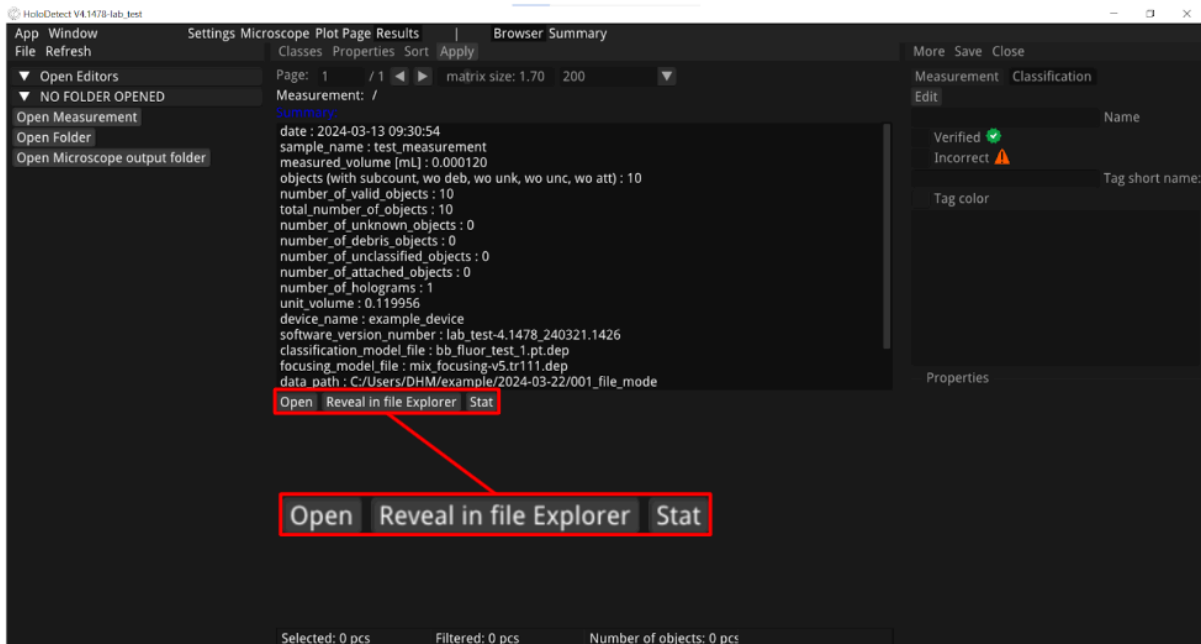 HoloDetect V4.1478-lab_test
App Window Settings Microscope Plot Page Results | Browser Summary
File Refresh
Classes Properties Sort Apply
More Save Close
Open Editors
NO FOLDER OPENED
Open Measurement
Open Folder
Open Microscope output folder
Page: 1 / 1 matrix size: 1.70 200
Measurement: /
Summary:
date : 2024-03-13 09:30:54
sample_name : test_measurement
measured_volume [mL] : 0.000120
objects (with subcount, wo deb, wo unk, wo unc, wo att) : 10
number_of_valid_objects : 10
total_number_of_objects : 10
number_of_unknown_objects : 0
number_of_debris_objects : 0
number_of_unclassified_objects : 0
number_of_attached_objects : 0
number_of_holograms : 1
unit_volume : 0.119956
device_name : example_device
software_version_number : lab_test-4.1478_240321.1426
classification_model_file : bb_fluor_test_1.pt.dep
focusing_model_file : mix_focusing-v5.tr111.dep
data_path : C:/Users/DHM/example/2024-03-22/001_file_mode
Open Reveal in file Explorer Stat
Open Reveal in file Explorer Stat
Selected: 0 pcs Filtered: 0 pcs Number of objects: 0 pcs
Measurement Classification
Edit
Name
Verified
Incorrect
Tag short name:
Tag color
Properties